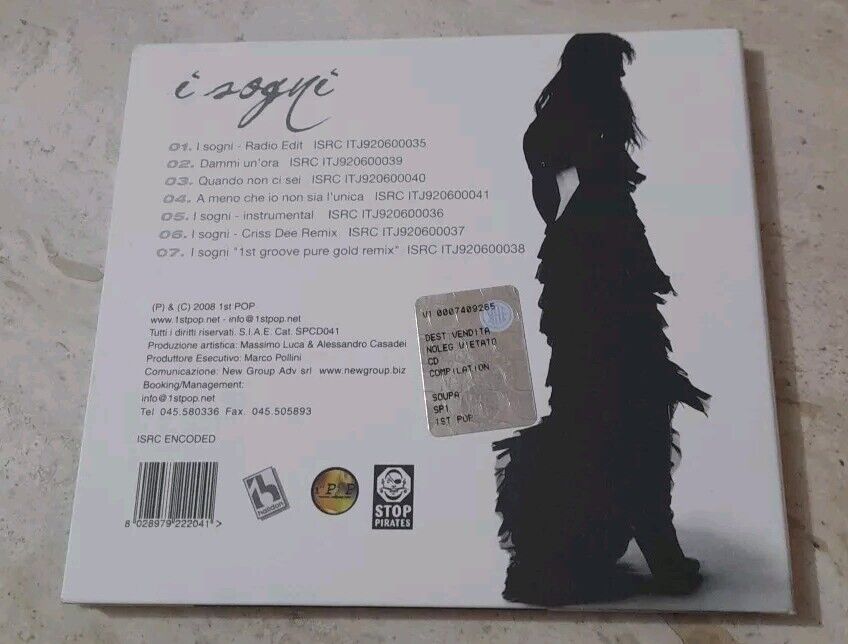 i sogni
01. I sogni - Radio Edit ISRC ITJ920600035
02. Dammi un'ora ISRC ITJ920600039
03. Quando non ci sei ISRC ITJ920600040
04. A meno che io non sia l'unica ISRC ITJ920600041
05. I sogni - instrumental ISRC ITJ920600036
06. I sogni - Criss Dee Remix ISRC ITJ920600037
07. I sogni "1st groove pure gold remix" ISRC ITJ920600038
(P) & (C) 2008 1st POP
www.1stpop.net - info@1stpop.net
Tutti i diritti riservati. S.I.A.E. Cat. SPCD041
Produzione artistica: Massimo Luca & Alessandro Casadei
Produttore Esecutivo: Marco Pollini
Comunicazione: New Group Adv srl www.newgroup.biz
Booking/Management:
info@1stpop.net
Tel 045.580336 Fax. 045.505893
ISRC ENCODED
VI 0007409265
DEST VENDITA
NOLEG VIETATO
CD
COMPILATION
SOUPA
SPI
1ST POP
8 028979 222041 >
h
halidon
1st POP
STOP
PIRATES